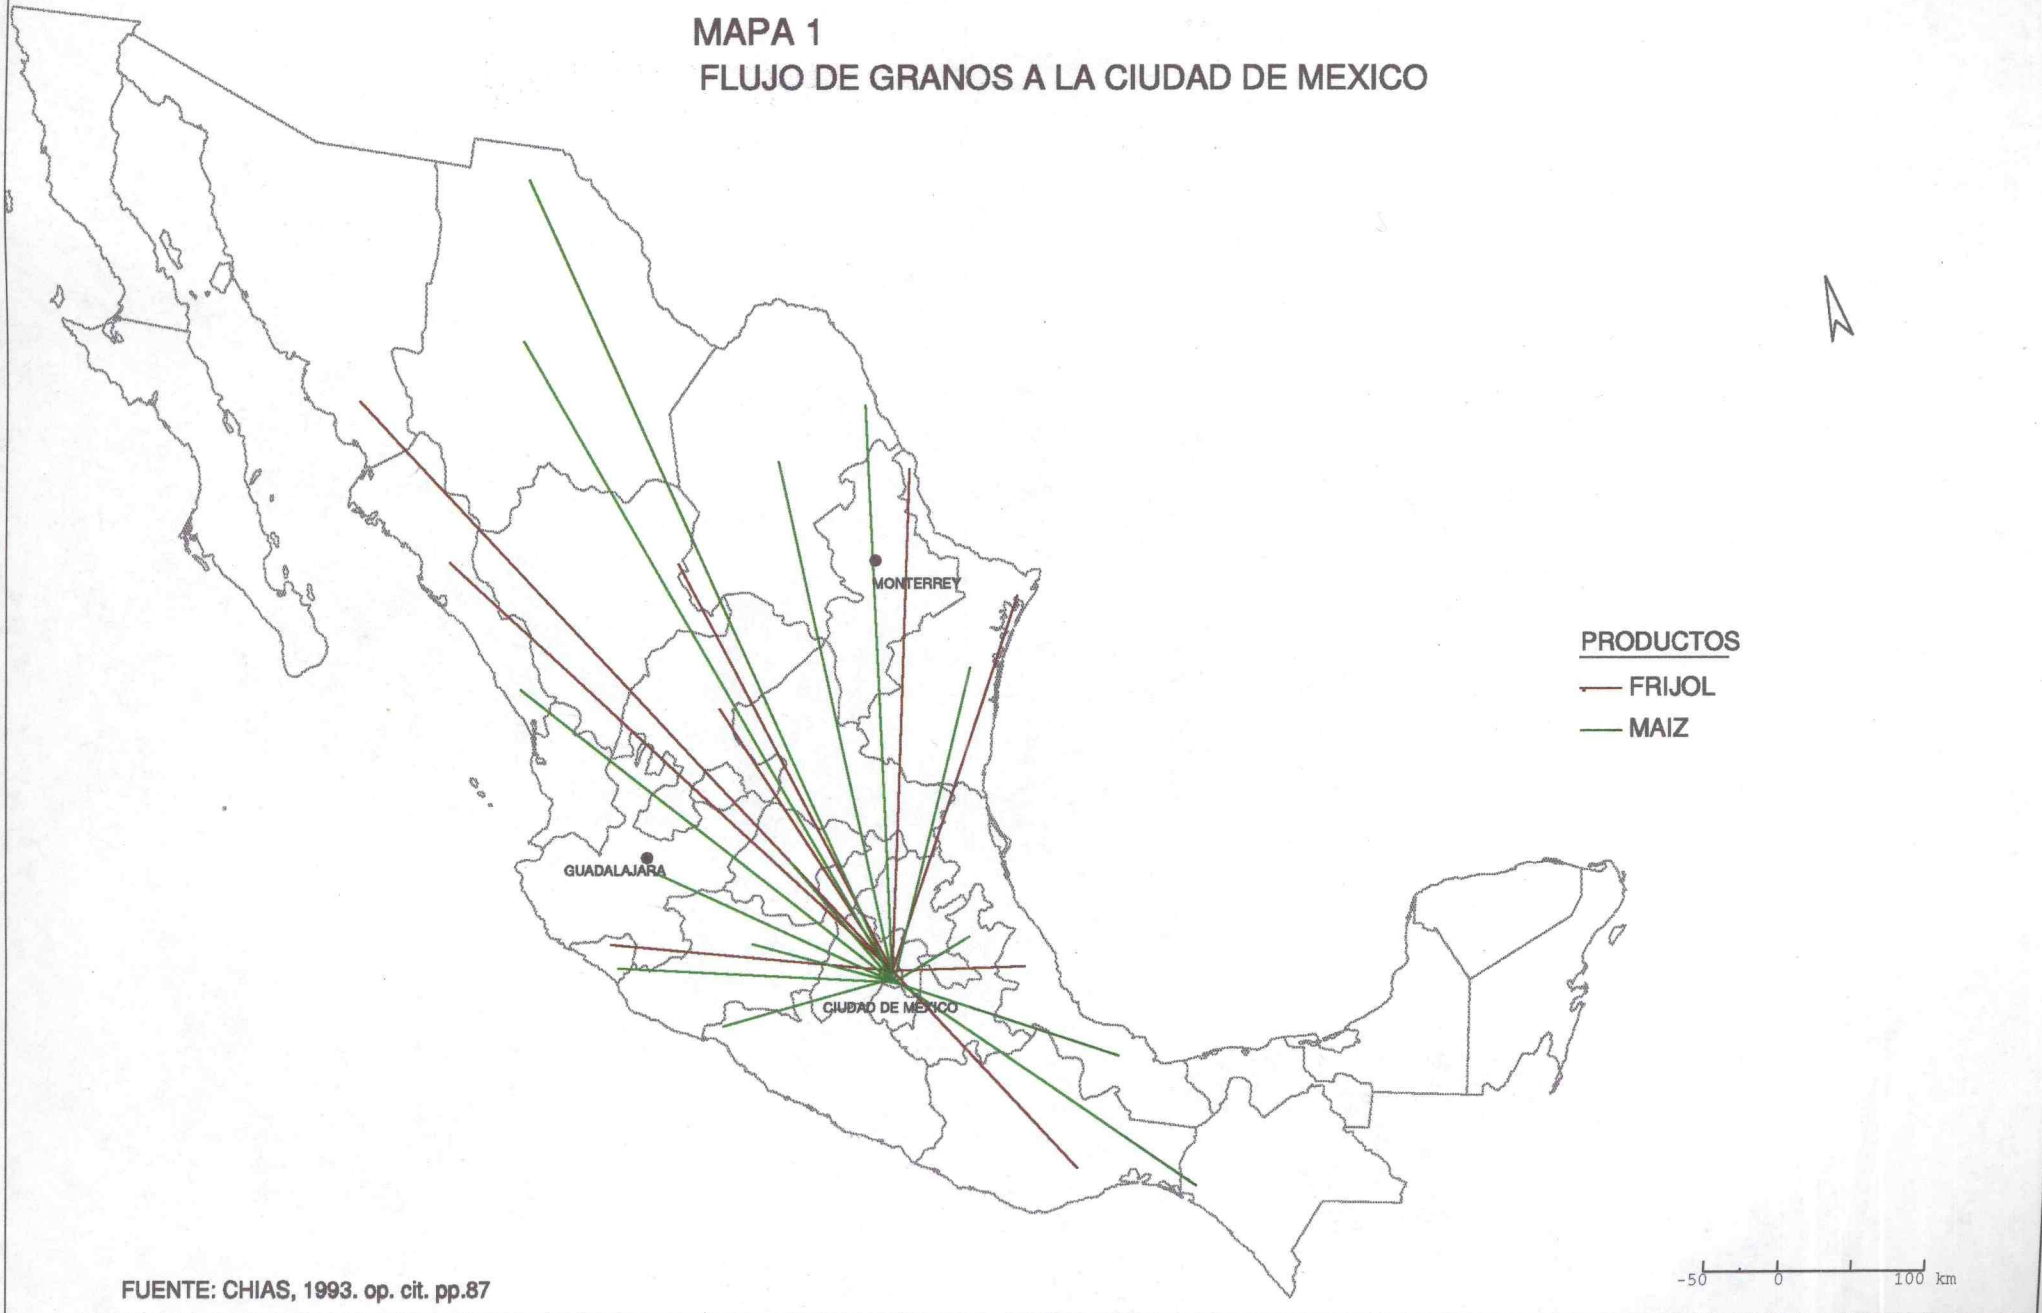 MAPA 1
FLUJO DE GRANOS A LA CIUDAD DE MEXICO
MONTERREY
PRODUCTOS
FRIJOL
MAIZ
GUADALAJARA
CIUDAD DE MEXICO
-50 0 100 km
FUENTE: CHIAS, 1993. op. cit. pp.87